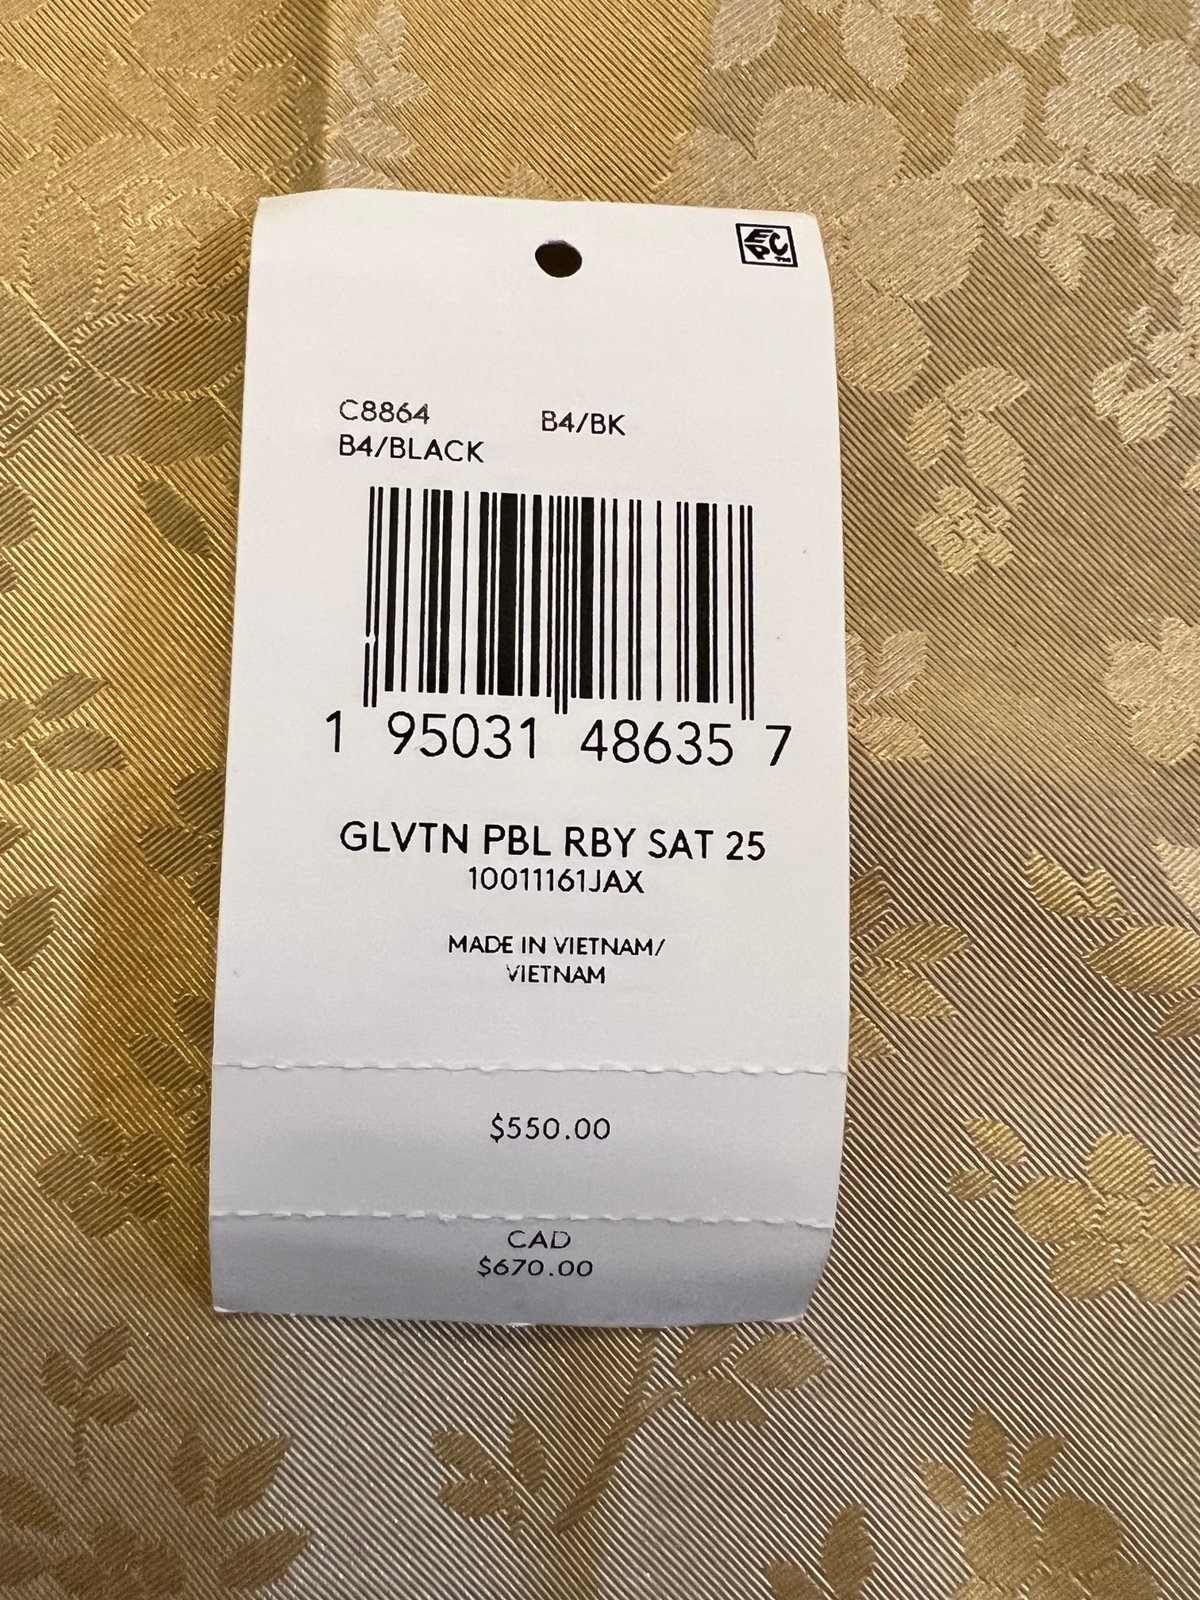 EPC™
C8864 B4/BK
B4/BLACK
1 95031 48635 7
GLVTN PBL RBY SAT 25
10011161JAX
MADE IN VIETNAM/
VIETNAM
$550.00
CAD
$670.00